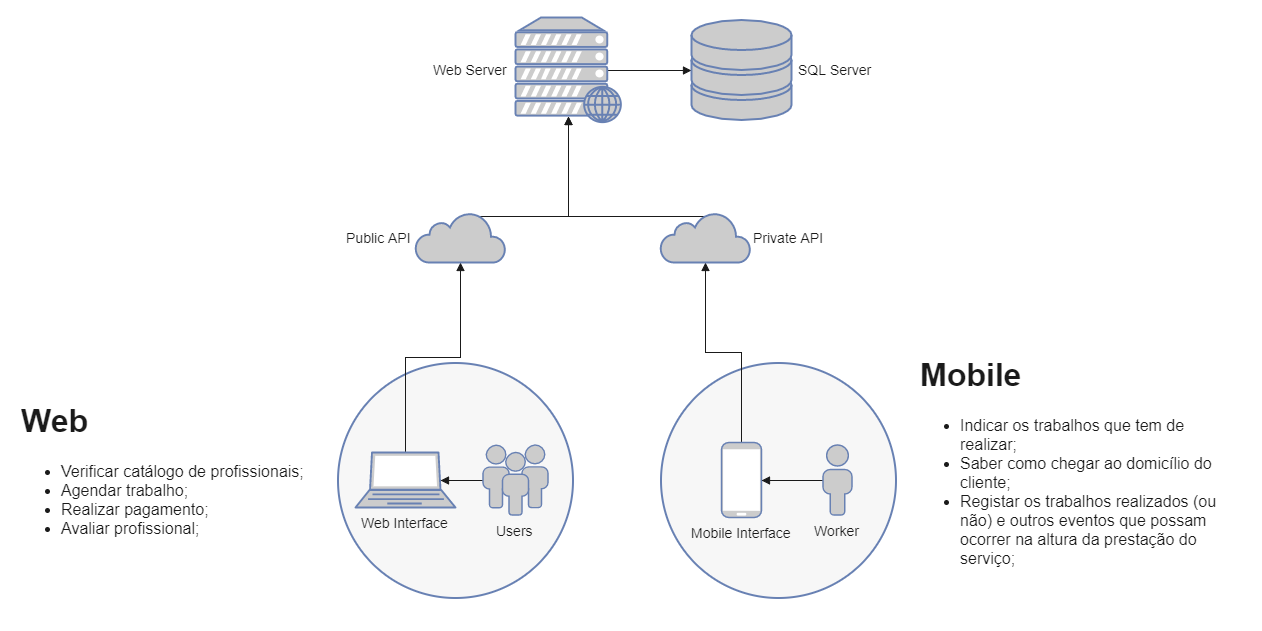 Web Server
SQL Server
Public API
Private API
Web
Verificar catálogo de profissionais;
Agendar trabalho;
Realizar pagamento;
Avaliar profissional;
Web Interface
Users
Mobile Interface
Worker
Mobile
Indicar os trabalhos que tem de
realizar;
Saber como chegar ao domicílio do
cliente;
Registar os trabalhos realizados (ou
não) e outros eventos que possam
ocorrer na altura da prestação do
serviço;